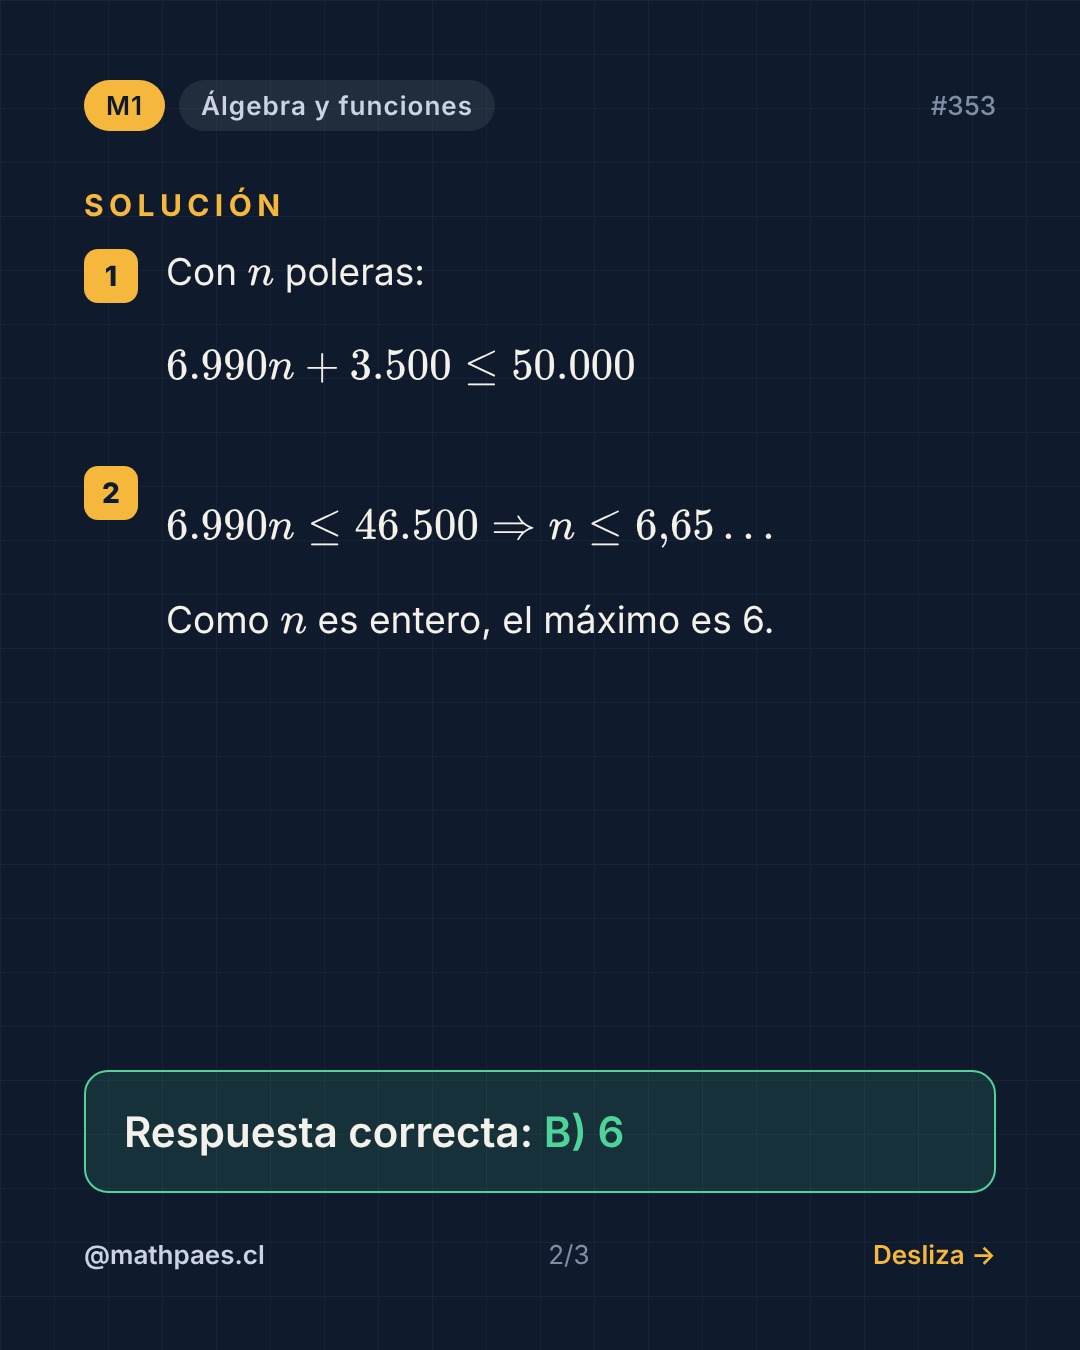 M1 Álgebra y funciones #353
SOLUCIÓN
1 Con n poleras:
6.990n + 3.500 ≤ 50.000
2
6.990n ≤ 46.500 ⇒ n ≤ 6,65...
Como n es entero, el máximo es 6.
Respuesta correcta: B) 6
@mathpaes.cl 2/3 Desliza →